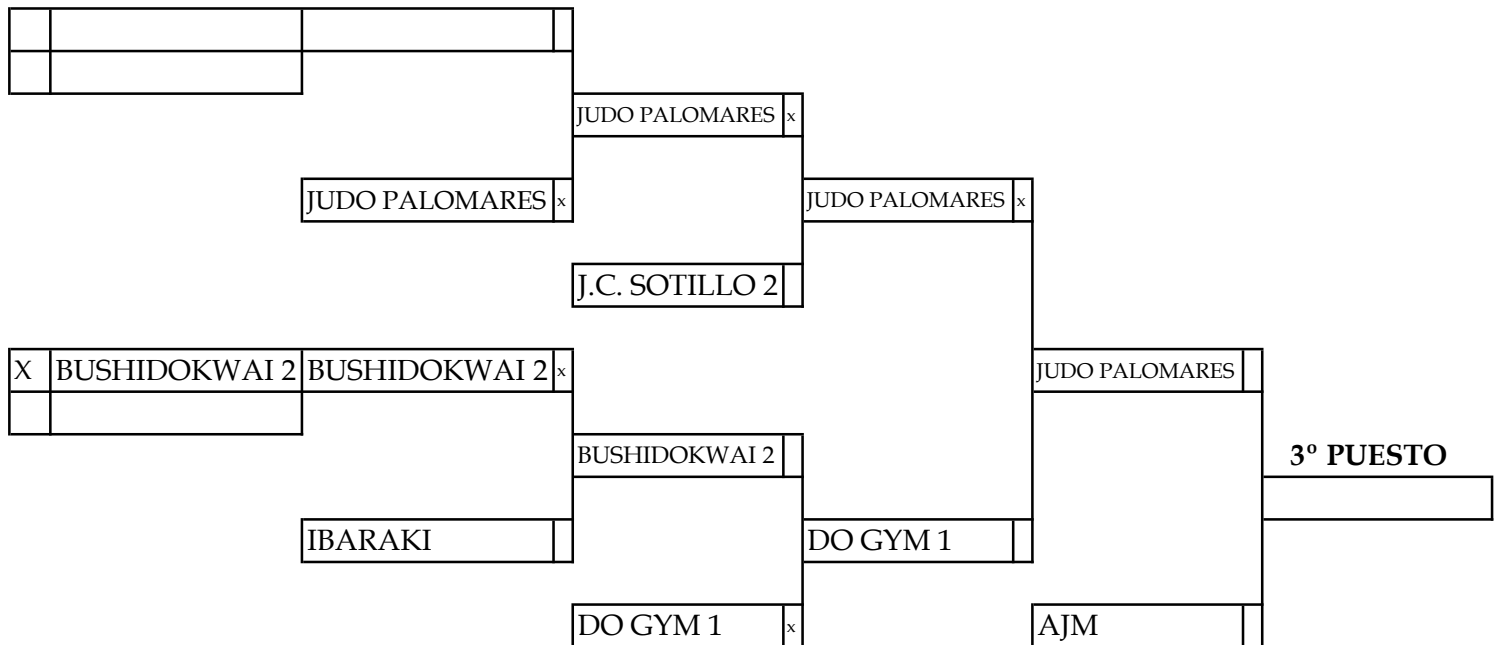 JUDO PALOMARES x
JUDO PALOMARES x JUDO PALOMARES x
J.C. SOTILLO 2
X BUSHIDOKWAI 2 BUSHIDOKWAI 2 x JUDO PALOMARES
BUSHIDOKWAI 2 3º PUESTO
IBARAKI DO GYM 1
DO GYM 1 x AJM